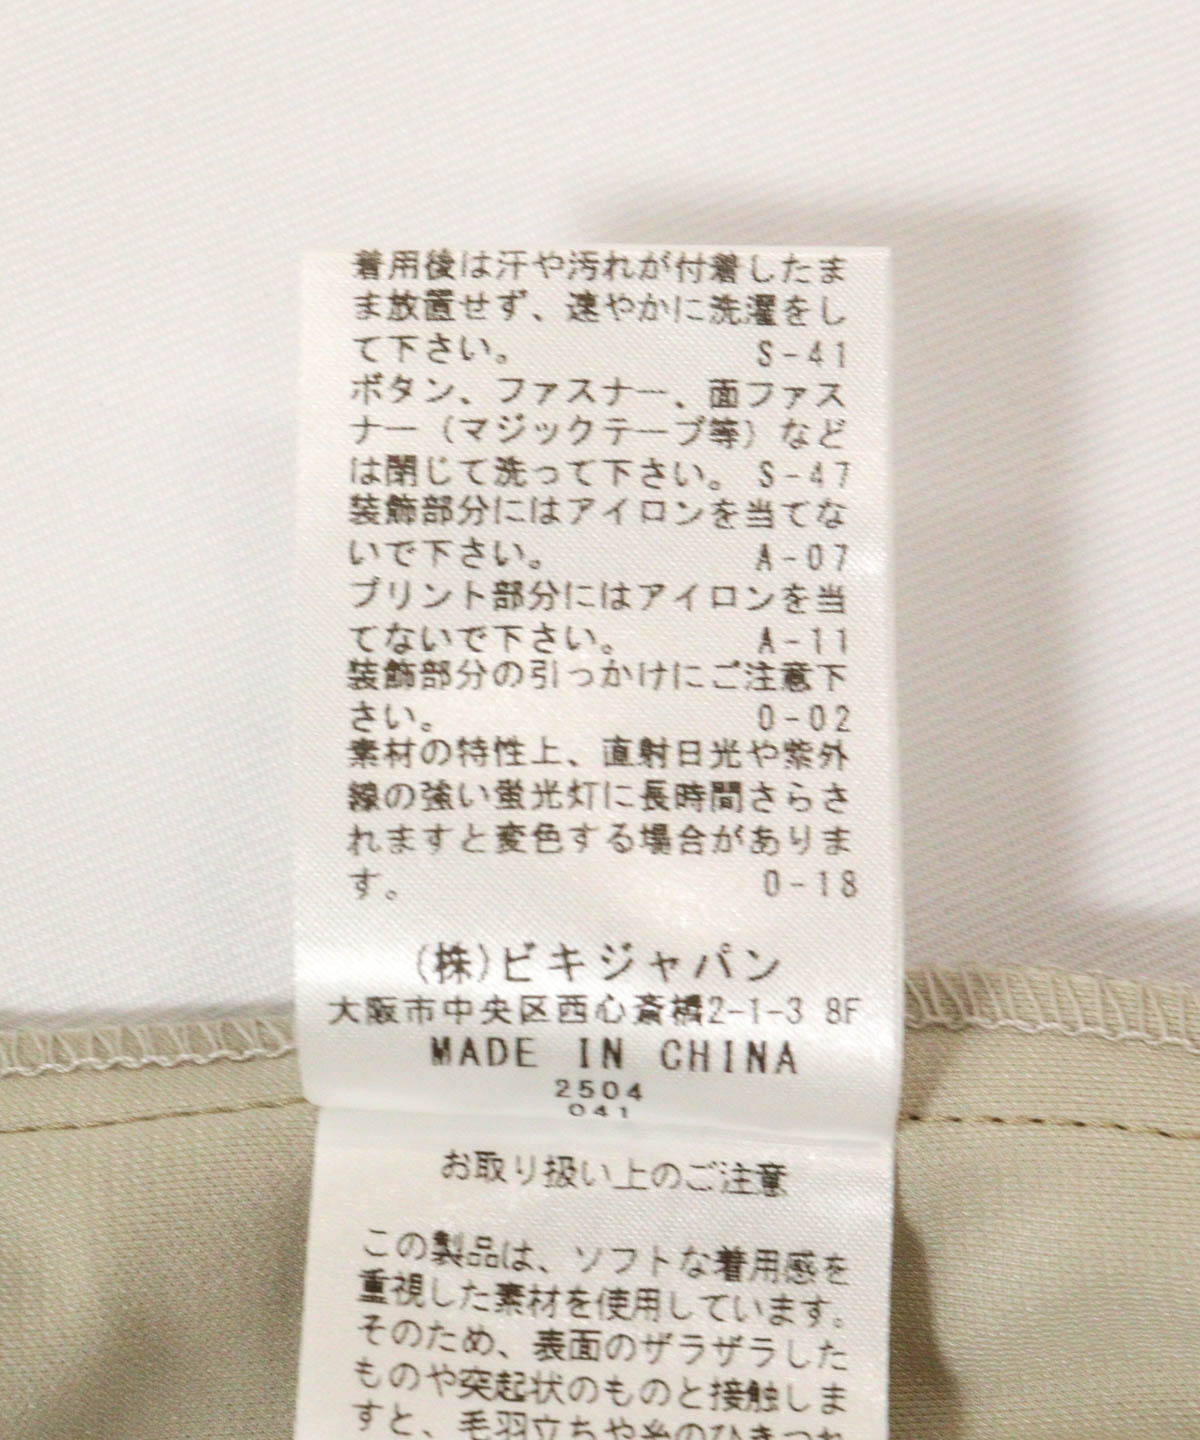 着用後は汗や汚れが付着したま
ま放置せず、速やかに洗濯をし
て下さい。 S-41
ボタン、ファスナー、面ファス
ナー（マジックテープ等）など
は閉じて洗って下さい。 S-47
装飾部分にはアイロンを当てな
いで下さい。 A-07
プリント部分にはアイロンを当
てないで下さい。 A-11
装飾部分の引っかけにご注意下
さい。 0-02
素材の特性上、直射日光や紫外
線の強い蛍光灯に長時間さらさ
れますと変色する場合がありま
す。 0-18
(株)ビキジャパン
大阪市中央区西心斎橋2-1-3 8F
MADE IN CHINA
2504
041
お取り扱い上のご注意
この製品は、ソフトな着用感を
重視した素材を使用しています。
そのため、表面のザラザラした
ものや突起状のものと接触しま
すと、毛羽立ちや糸のひきつれ